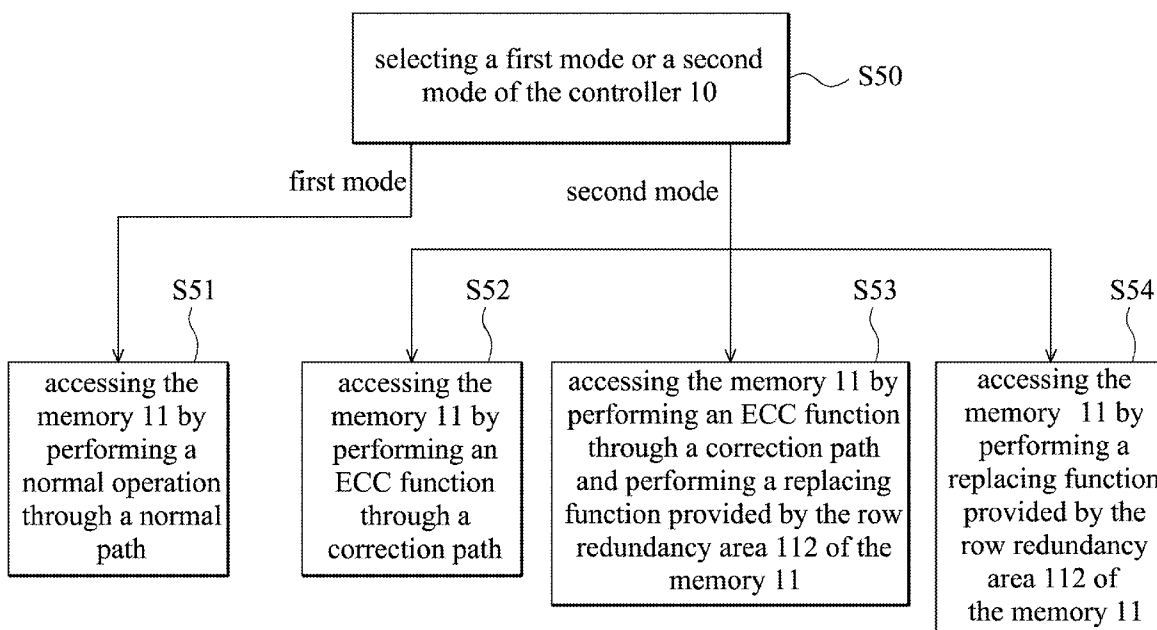 selecting a first mode or a second
mode of the controller 10
S50
first mode
second mode
S51
accessing the
memory 11 by
performing a
normal operation
through a normal
path
S52
accessing the
memory 11 by
performing an
ECC function
through a
correction path
S53
accessing the memory 11 by
performing an ECC function
through a correction path
and performing a replacing
function provided by the row
redundancy area 112 of the
memory 11
S54
accessing the
memory 11 by
performing a
replacing function
provided by the
row redundancy
area 112 of
the memory 11